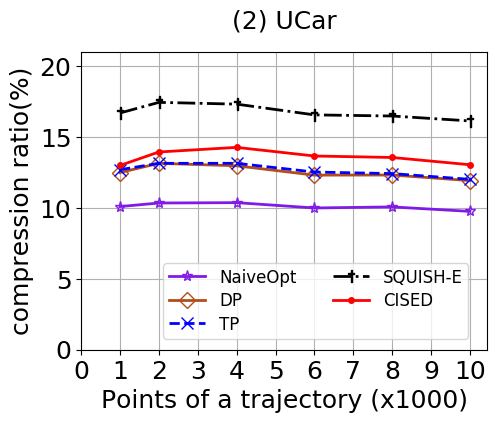 (2) UCar
compression ratio(%)
20
15
10
5
0
0 1 2 3 4 5 6 7 8 9 10
Points of a trajectory (x1000)
NaiveOpt
DP
TP
SQUISH-E
CISED